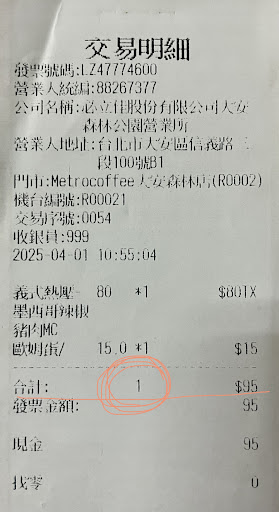 交易明細
發票號碼:LZ47774600
營業人統編:88267377
公司名稱:必立佳股份有限公司大安
森林公園營業所
營業人地址:台北市大安區信義路三
段100號B1
門市:Metrocoffee大安森林店(R0002)
機台編號:R00021
交易序號:0054
收銀員:999
2025-04-01 10:55:04
義式熱壓- 80 *1 $80TX
墨西哥辣椒
豬肉MC
歐姆蛋/ 15.0 *1 $15
合計: 1 $95
發票金額: 95
現金 95
找零 0